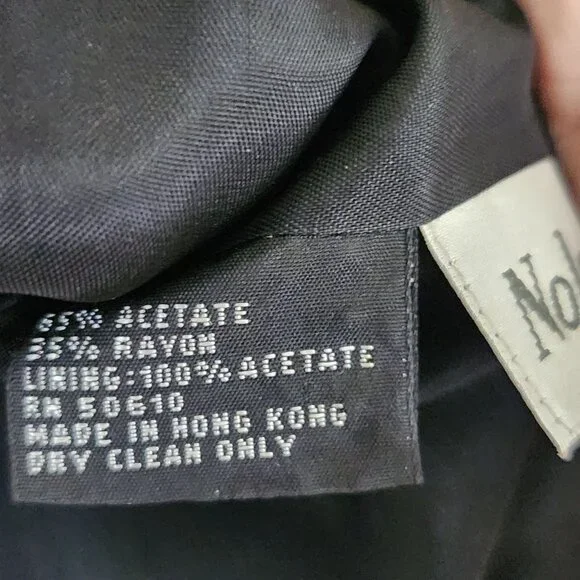 65% ACETATE
35% RAYON
LINING:100% ACETATE
RN 50610
MADE IN HONG KONG
DRY CLEAN ONLY